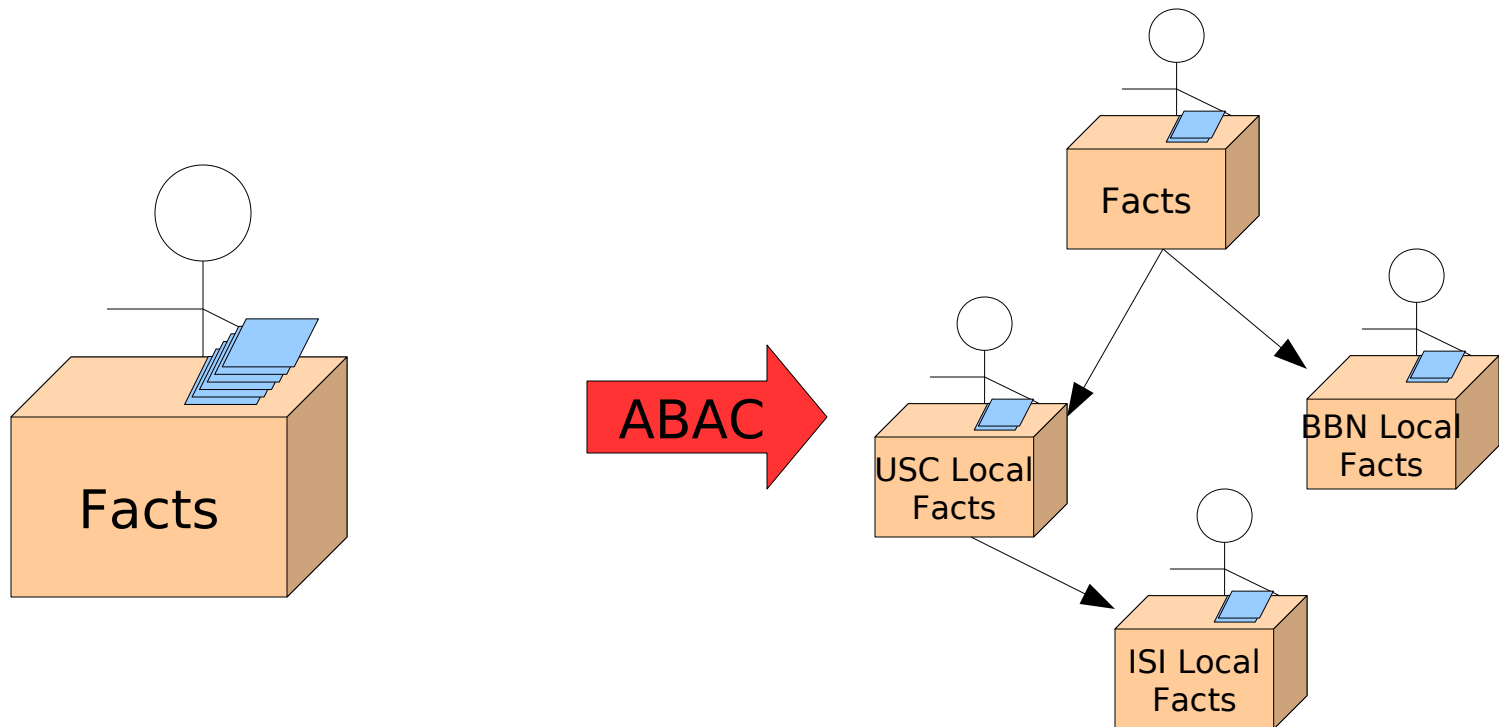 Facts
ABAC
Facts
USC Local
Facts
BBN Local
Facts
ISI Local
Facts